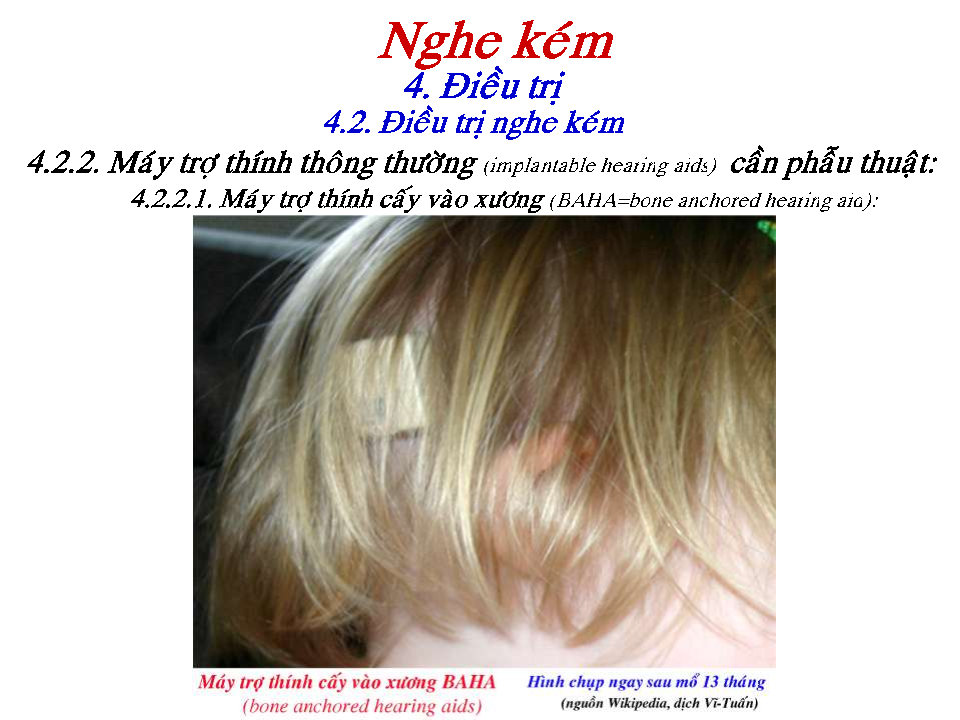 Nghe kém
4. Điều trị
4.2. Điều trị nghe kém
4.2.2. Máy trợ thính thông thường (implantable hearing aids) cần phẫu thuật:
4.2.2.1. Máy trợ thính cấy vào xương (BAHA=bone anchored hearing aid):
Máy trợ thính cấy vào xương BAHA
(bone anchored hearing aids)
Hình chụp ngay sau mổ 13 tháng
(nguồn Wikipedia, dịch Vĩ-Tuấn)